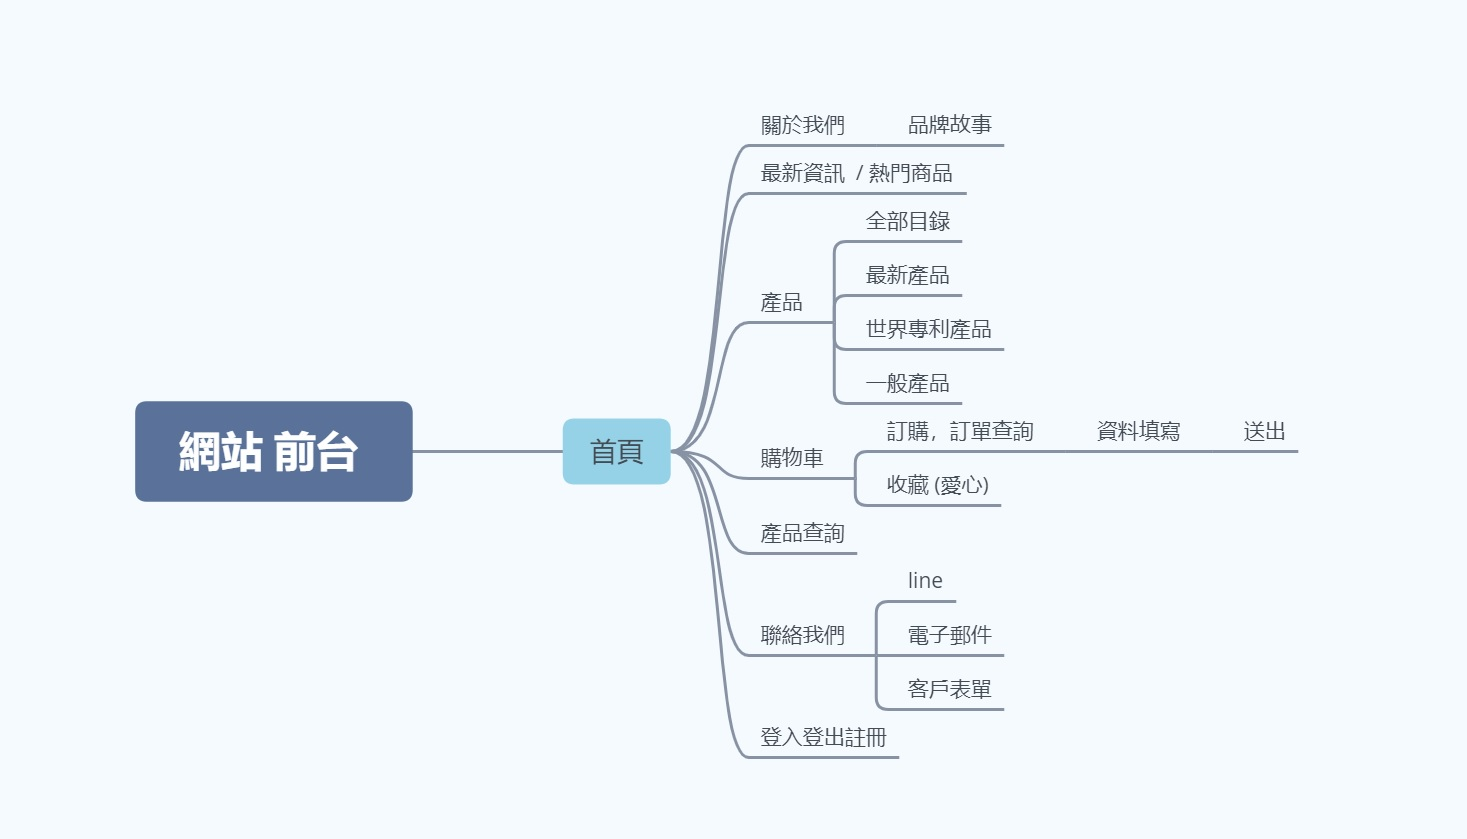 關於我們 品牌故事
最新資訊 / 熱門商品
全部目錄
最新產品
產品
世界專利產品
一般產品
訂購，訂單查詢 資料填寫 送出
網站 前台
首頁
購物車
收藏 (愛心)
產品查詢
line
聯絡我們 電子郵件
客戶表單
登入登出註冊